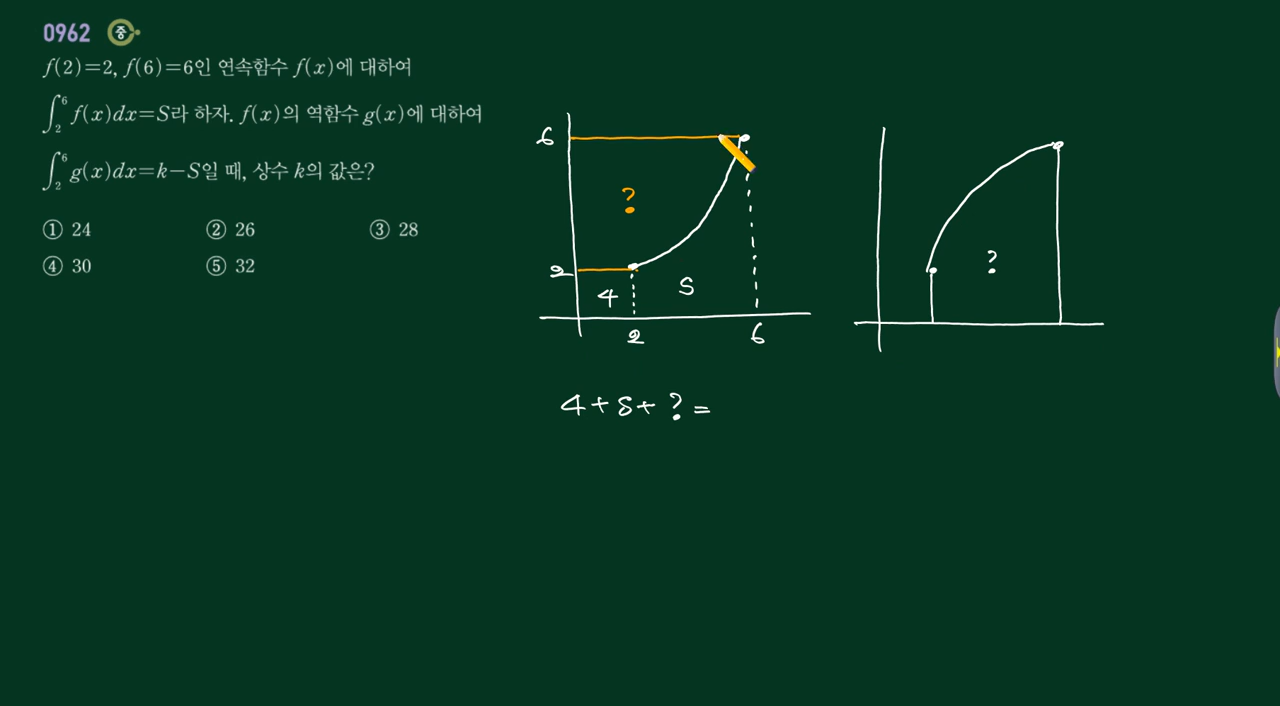 0962 중
f(2)=2, f(6)=6인 연속함수 f(x)에 대하여
∫₂⁶ f(x)dx=S라 하자. f(x)의 역함수 g(x)에 대하여
∫₂⁶ g(x)dx=k−S일 때, 상수 k의 값은?
① 24 ② 26 ③ 28
④ 30 ⑤ 32
6
?
2
4 S
2 6
?
4+S+?=